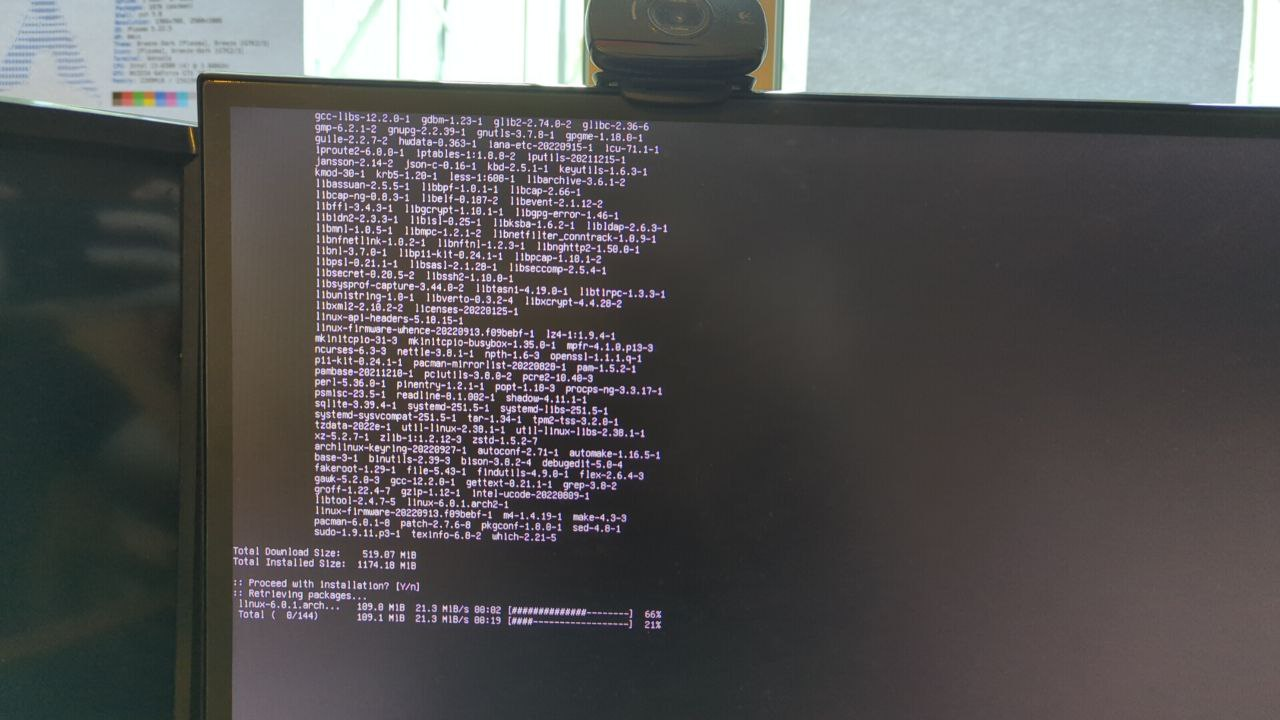 Resolution: 
Terminal: konsole
gcc-libs-12.2.0-1 gdbm-1.23-1 glib2-2.74.0-2 glibc-2.36-6
gmp-6.2.1-2 gnupg-2.2.39-1 gnutls-3.7.8-1 gpgme-1.18.0-1
guile-2.2.7-2 hwdata-0.363-1 iana-etc-20220915-1 icu-71.1-1
iproute2-6.0.0-1 iptables-1:1.8.8-2 iputils-20211215-1
jansson-2.14-2 json-c-0.16-1 kbd-2.5.1-1 keyutils-1.6.3-1
kmod-30-1 krb5-1.20-1 less-1:608-1 libarchive-3.6.1-2
libassuan-2.5.5-1 libbpf-1.0.1-1 libcap-2.66-1
libcap-ng-0.8.3-1 libelf-0.187-2 libevent-2.1.12-2
libffi-3.4.3-1 libgcrypt-1.10.1-1 libgpg-error-1.46-1
libidn2-2.3.3-1 libisl-0.25-1 libksba-1.6.2-1 libldap-2.6.3-1
libmnl-1.0.5-1 libmpc-1.2.1-2 libnetfilter_conntrack-1.0.9-1
libnfnetlink-1.0.2-1 libnftnl-1.2.3-1 libnghttp2-1.50.0-1
libnl-3.7.0-1 libp11-kit-0.24.1-1 libpcap-1.10.1-2
libpsl-0.21.1-1 libsasl-2.1.28-1 libseccomp-2.5.4-1
libsecret-0.20.5-2 libssh2-1.10.0-1
libsysprof-capture-3.44.0-2 libtasn1-4.19.0-1 libtirpc-1.3.3-1
libunistring-1.0-1 libverto-0.3.2-4 libxcrypt-4.4.28-2
libxml2-2.10.2-2 licenses-20220125-1
linux-api-headers-5.18.15-1
linux-firmware-whence-20220913.f09bebf-1 lz4-1:1.9.4-1
mkinitcpio-31-3 mkinitcpio-busybox-1.35.0-1 mpfr-4.1.0.p13-3
ncurses-6.3-3 nettle-3.8.1-1 npth-1.6-3 openssl-1.1.1.q-1
p11-kit-0.24.1-1 pacman-mirrorlist-20220828-1 pam-1.5.2-1
pambase-20211210-1 pciutils-3.8.0-2 pcre2-10.40-3
perl-5.36.0-1 pinentry-1.2.1-1 popt-1.18-3 procps-ng-3.3.17-1
psmisc-23.5-1 readline-8.1.002-1 shadow-4.11.1-1
sqlite-3.39.4-1 systemd-251.5-1 systemd-libs-251.5-1
systemd-sysvcompat-251.5-1 tar-1.34-1 tpm2-tss-3.2.0-1
tzdata-2022e-1 util-linux-2.38.1-1 util-linux-libs-2.38.1-1
xz-5.2.7-1 zlib-1:1.2.12-3 zstd-1.5.2-7
archlinux-keyring-20220927-1 autoconf-2.71-1 automake-1.16.5-1
base-3-1 binutils-2.39-3 bison-3.8.2-4 debugedit-5.0-4
fakeroot-1.29-1 file-5.43-1 findutils-4.9.0-1 flex-2.6.4-3
gawk-5.2.0-3 gcc-12.2.0-1 gettext-0.21.1-1 grep-3.8-2
groff-1.22.4-7 gzip-1.12-1 intel-ucode-20220809-1
libtool-2.4.7-5 linux-6.0.1.arch2-1
linux-firmware-20220913.f09bebf-1 m4-1.4.19-1 make-4.3-3
pacman-6.0.1-8 patch-2.7.6-8 pkgconf-1.8.0-1 sed-4.8-1
sudo-1.9.11.p3-1 texinfo-6.8-2 which-2.21-5
Total Download Size: 519.07 MiB
Total Installed Size: 1174.18 MiB
:: Proceed with installation? [Y/n]
:: Retrieving packages...
linux-6.0.1.arch... 109.0 MiB 21.3 MiB/s 00:02 [##############--------] 66%
Total ( 0/144) 109.1 MiB 21.3 MiB/s 00:19 [####------------------] 21%